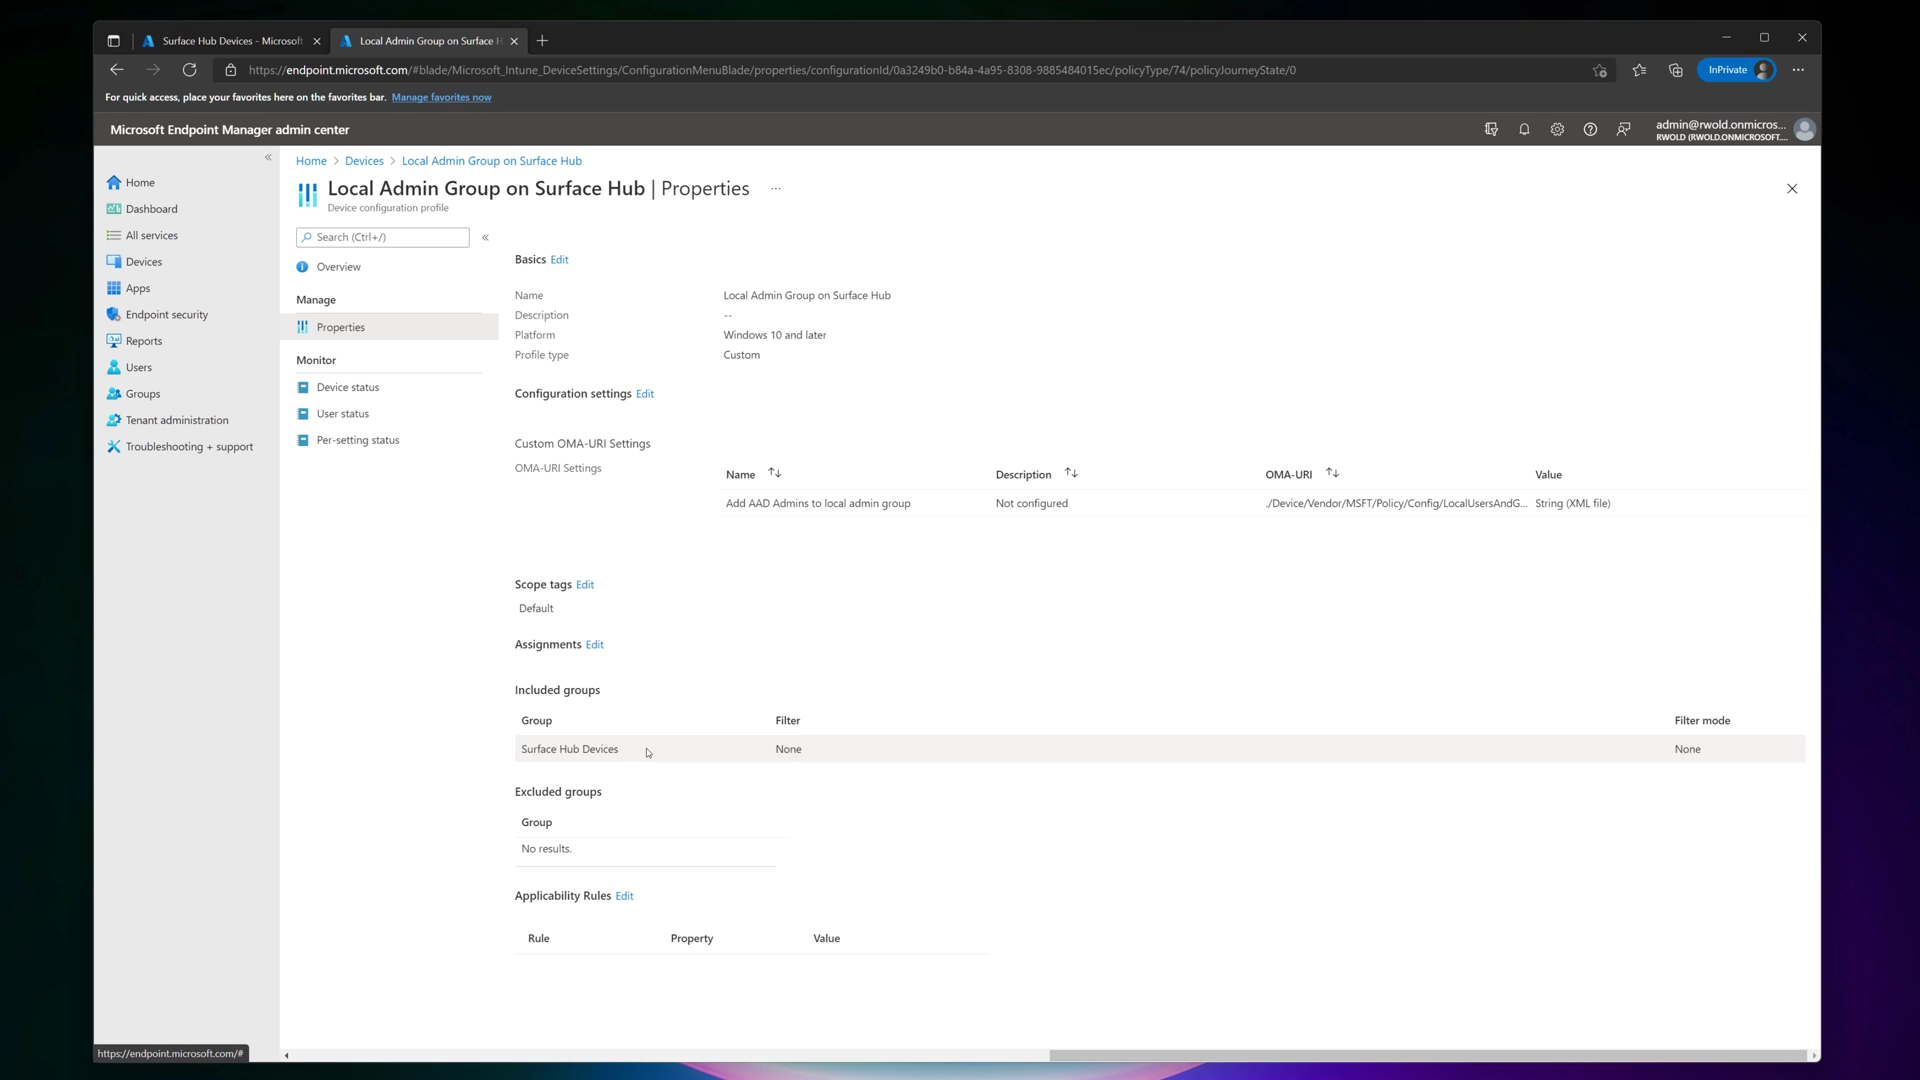 Surface Hub Devices - Microsoft
Local Admin Group on Surface H
https://endpoint.microsoft.com/#blade/Microsoft_Intune_DeviceSettings/ConfigurationMenuBlade/properties/configurationId/0a3249b0-b84a-4a95-8308-9885484015ec/policyType/74/policyJourneyState/0
InPrivate
For quick access, place your favorites here on the favorites bar. Manage favorites now
Microsoft Endpoint Manager admin center
admin@rwold.onmicros...
RWOLD (RWOLD.ONMICROSOFT....
Home
Dashboard
All services
Devices
Apps
Endpoint security
Reports
Users
Groups
Tenant administration
Troubleshooting + support
Home > Devices > Local Admin Group on Surface Hub
Local Admin Group on Surface Hub | Properties ...
Device configuration profile
Search (Ctrl+/)
Overview
Manage
Properties
Monitor
Device status
User status
Per-setting status
Basics Edit
Name Local Admin Group on Surface Hub
Description --
Platform Windows 10 and later
Profile type Custom
Configuration settings Edit
Custom OMA-URI Settings
OMA-URI Settings
Name Description OMA-URI Value
Add AAD Admins to local admin group Not configured ./Device/Vendor/MSFT/Policy/Config/LocalUsersAndG... String (XML file)
Scope tags Edit
Default
Assignments Edit
Included groups
Group Filter Filter mode
Surface Hub Devices None None
Excluded groups
Group
No results.
Applicability Rules Edit
Rule Property Value
https://endpoint.microsoft.com/#